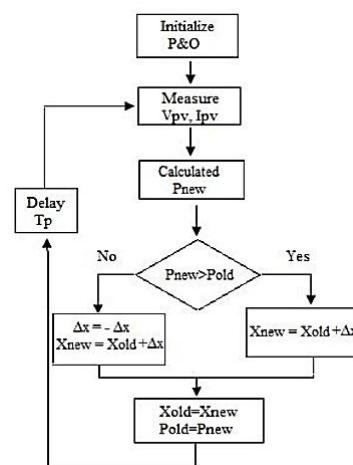 Initialize
P&O
Measure
Vpv, Ipv
Calculated
Pnew
Delay
Tp
No
Pnew>Pold
Yes
Δx = - Δx
Xnew = Xold +Δx
Xnew = Xold+Δx
Xold=Xnew
Pold=Pnew